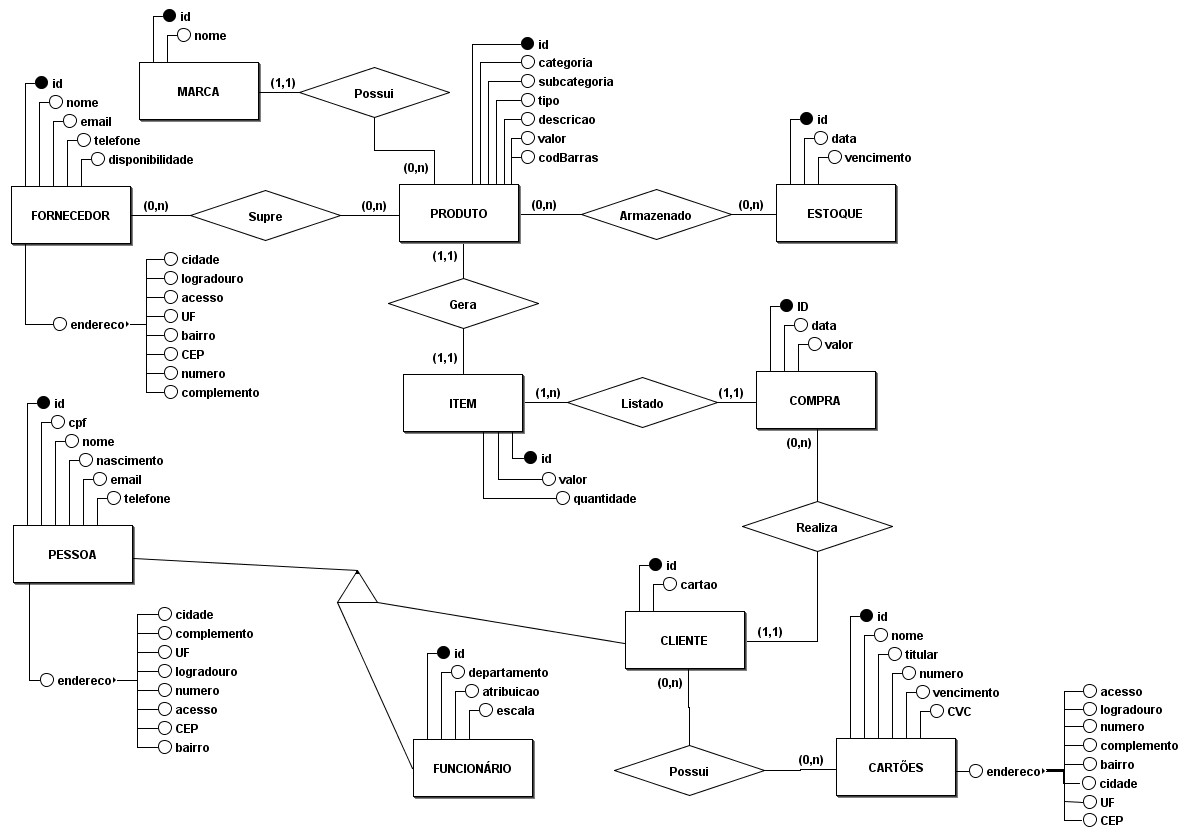 id
nome
MARCA
(1,1)
Possui
(0,n)
id
categoria
subcategoria
tipo
descricao
valor
codBarras
PRODUTO
id
nome
email
telefone
disponibilidade
FORNECEDOR
(0,n)
Supre
(0,n)
(0,n)
Armazenado
(0,n)
id
data
vencimento
ESTOQUE
endereco
cidade
logradouro
acesso
UF
bairro
CEP
numero
complemento
(1,1)
Gera
(1,1)
ITEM
id
valor
quantidade
(1,n)
Listado
(1,1)
ID
data
valor
COMPRA
(0,n)
Realiza
(1,1)
id
cpf
nome
nascimento
email
telefone
PESSOA
endereco
cidade
complemento
UF
logradouro
numero
acesso
CEP
bairro
id
departamento
atribuicao
escala
FUNCIONÁRIO
id
cartao
CLIENTE
(0,n)
Possui
(0,n)
id
nome
titular
numero
vencimento
CVC
CARTÕES
endereco
acesso
logradouro
numero
complemento
bairro
cidade
UF
CEP